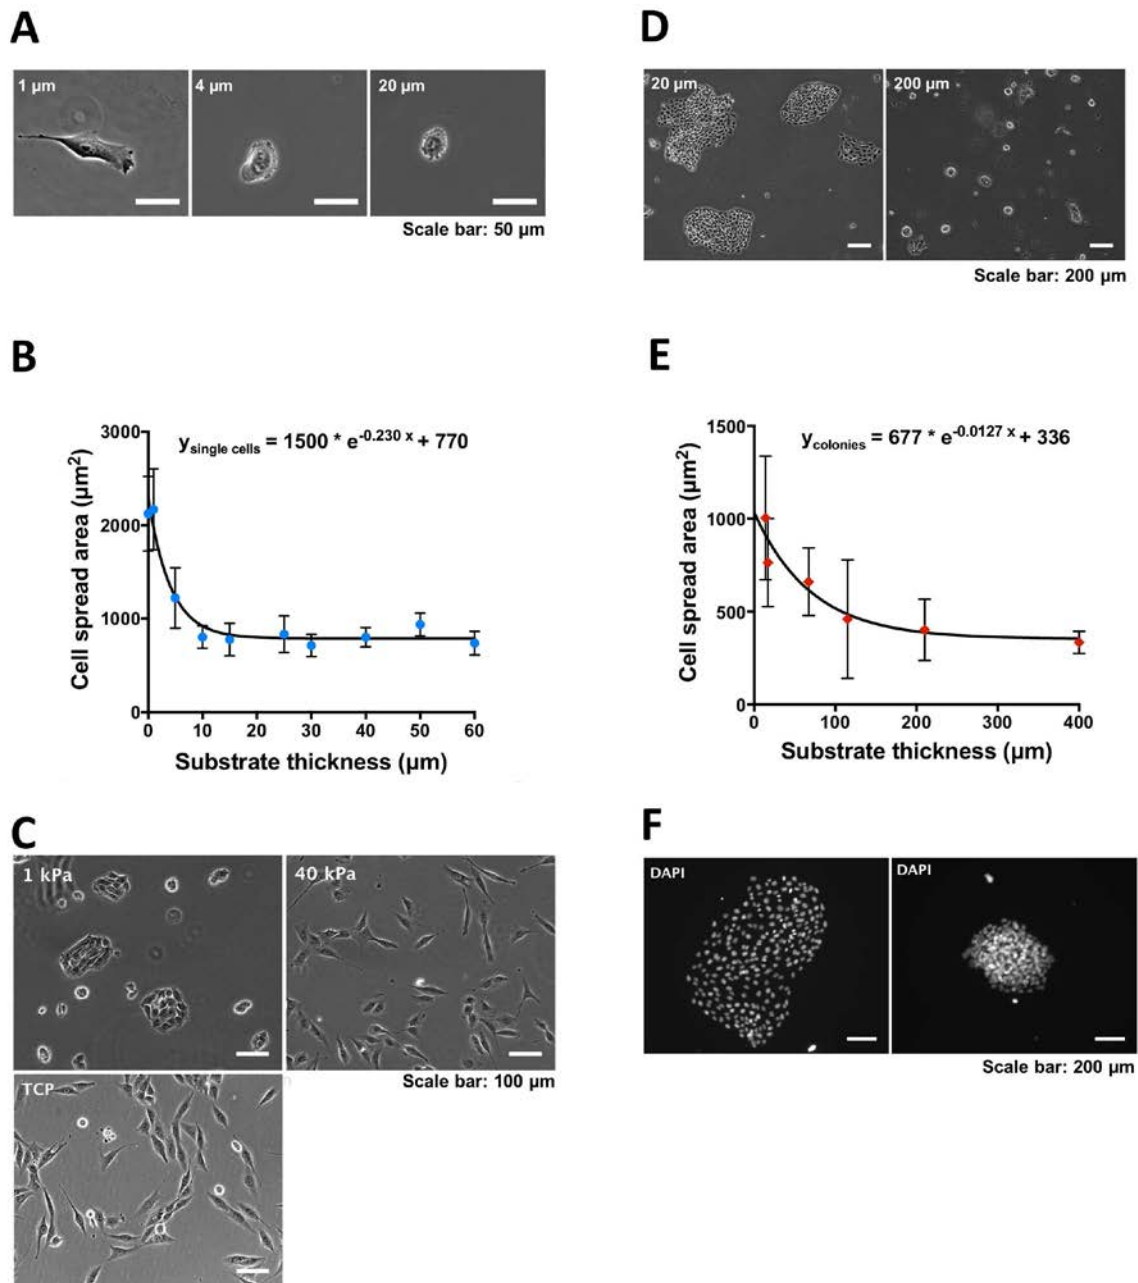 A
1 µm
4 µm
20 µm
Scale bar: 50 µm
B
y single cells = 1500 * e -0.230 x + 770
Cell spread area (µm²)
3000
2000
1000
0
0 10 20 30 40 50 60
Substrate thickness (µm)
C
1 kPa
40 kPa
Scale bar: 100 µm
TCP
D
20 µm
200 µm
Scale bar: 200 µm
E
y colonies = 677 * e -0.0127 x + 336
Cell spread area (µm²)
1500
1000
500
0
0 100 200 300 400
Substrate thickness (µm)
F
DAPI
DAPI
Scale bar: 200 µm